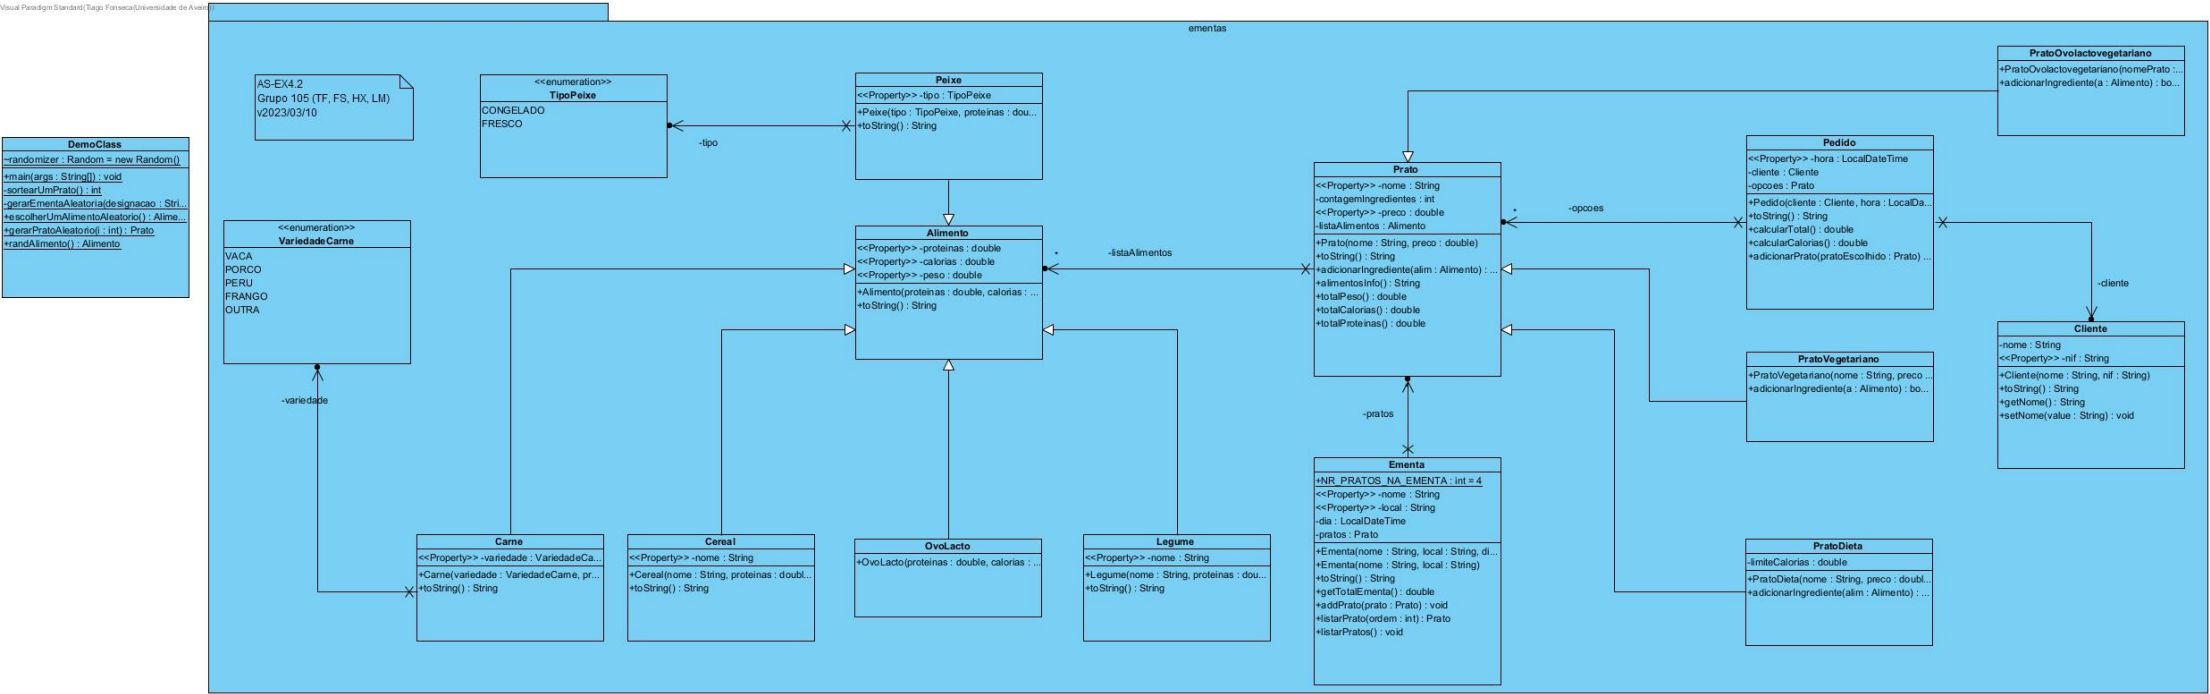 Visual Paradigm Standard(Tiago Fonseca(Universidade de Aveiro))
ementas
AS-EX4.2
Grupo 105 (TF, FS, HX, LM)
v2023/03/10
DemoClass
~randomizer : Random = new Random()
+main(args : String[]) : void
-sortearUmPrato() : int
-gerarEmentaAleatoria(designacao : Stri...
+escolherUmAlimentoAleatorio() : Alime...
+gerarPratoAleatorio(i : int) : Prato
+randAlimento() : Alimento
<<enumeration>>
TipoPeixe
CONGELADO
FRESCO
-tipo
Peixe
<<Property>> -tipo : TipoPeixe
+Peixe(tipo : TipoPeixe, proteinas : dou...
+toString() : String
<<enumeration>>
VariedadeCarne
VACA
PORCO
PERU
FRANGO
OUTRA
-variedade
Alimento
<<Property>> -proteinas : double
<<Property>> -calorias : double
<<Property>> -peso : double
+Alimento(proteinas : double, calorias : ...
+toString() : String
*
-listaAlimentos
Carne
<<Property>> -variedade : VariedadeCa...
+Carne(variedade : VariedadeCarne, pr...
+toString() : String
Cereal
<<Property>> -nome : String
+Cereal(nome : String, proteinas : doubl...
+toString() : String
OvoLacto
+OvoLacto(proteinas : double, calorias : ...
Legume
<<Property>> -nome : String
+Legume(nome : String, proteinas : dou...
+toString() : String
Prato
<<Property>> -nome : String
-contagemIngredientes : int
<<Property>> -preco : double
-listaAlimentos : Alimento
+Prato(nome : String, preco : double)
+toString() : String
+adicionarIngrediente(alim : Alimento) : ...
+alimentosInfo() : String
+totalPeso() : double
+totalCalorias() : double
+totalProteinas() : double
*
-opcoes
-pratos
Ementa
+NR_PRATOS_NA_EMENTA : int = 4
<<Property>> -nome : String
<<Property>> -local : String
-dia : LocalDateTime
-pratos : Prato
+Ementa(nome : String, local : String, di...
+Ementa(nome : String, local : String)
+toString() : String
+getTotalEmenta() : double
+addPrato(prato : Prato) : void
+listarPrato(ordem : int) : Prato
+listarPratos() : void
PratoOvolactovegetariano
+PratoOvolactovegetariano(nomePrato :...
+adicionarIngrediente(a : Alimento) : bo...
Pedido
<<Property>> -hora : LocalDateTime
-cliente : Cliente
-opcoes : Prato
+Pedido(cliente : Cliente, hora : LocalDa...
+toString() : String
+calcularTotal() : double
+calcularCalorias() : double
+adicionarPrato(pratoEscolhido : Prato) ...
-cliente
Cliente
-nome : String
<<Property>> -nif : String
+Cliente(nome : String, nif : String)
+toString() : String
+getNome() : String
+setNome(value : String) : void
PratoVegetariano
+PratoVegetariano(nome : String, preco ...
+adicionarIngrediente(a : Alimento) : bo...
PratoDieta
-limiteCalorias : double
+PratoDieta(nome : String, preco : doubl...
+adicionarIngrediente(alim : Alimento) : ...